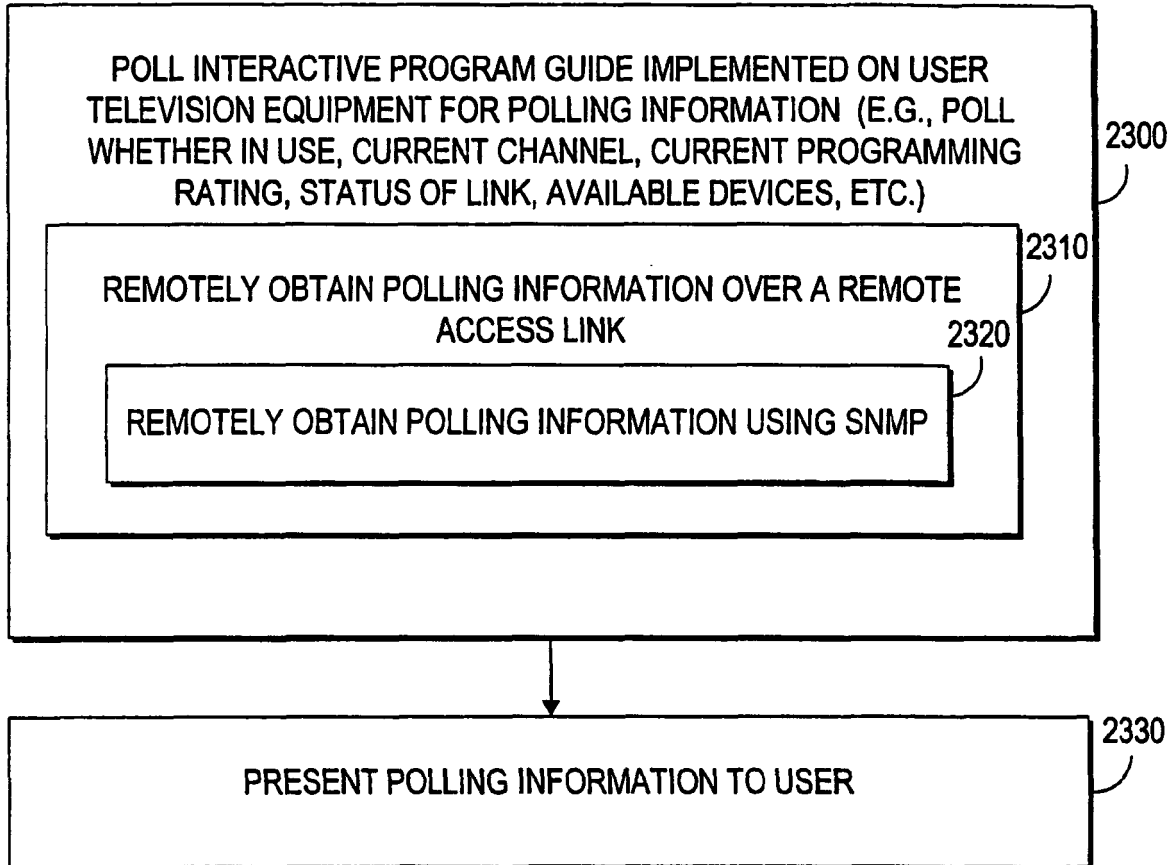 POLL INTERACTIVE PROGRAM GUIDE IMPLEMENTED ON USER
TELEVISION EQUIPMENT FOR POLLING INFORMATION (E.G., POLL
WHETHER IN USE, CURRENT CHANNEL, CURRENT PROGRAMMING
RATING, STATUS OF LINK, AVAILABLE DEVICES, ETC.)
2300
2310
REMOTELY OBTAIN POLLING INFORMATION OVER A REMOTE
ACCESS LINK
2320
REMOTELY OBTAIN POLLING INFORMATION USING SNMP
2330
PRESENT POLLING INFORMATION TO USER